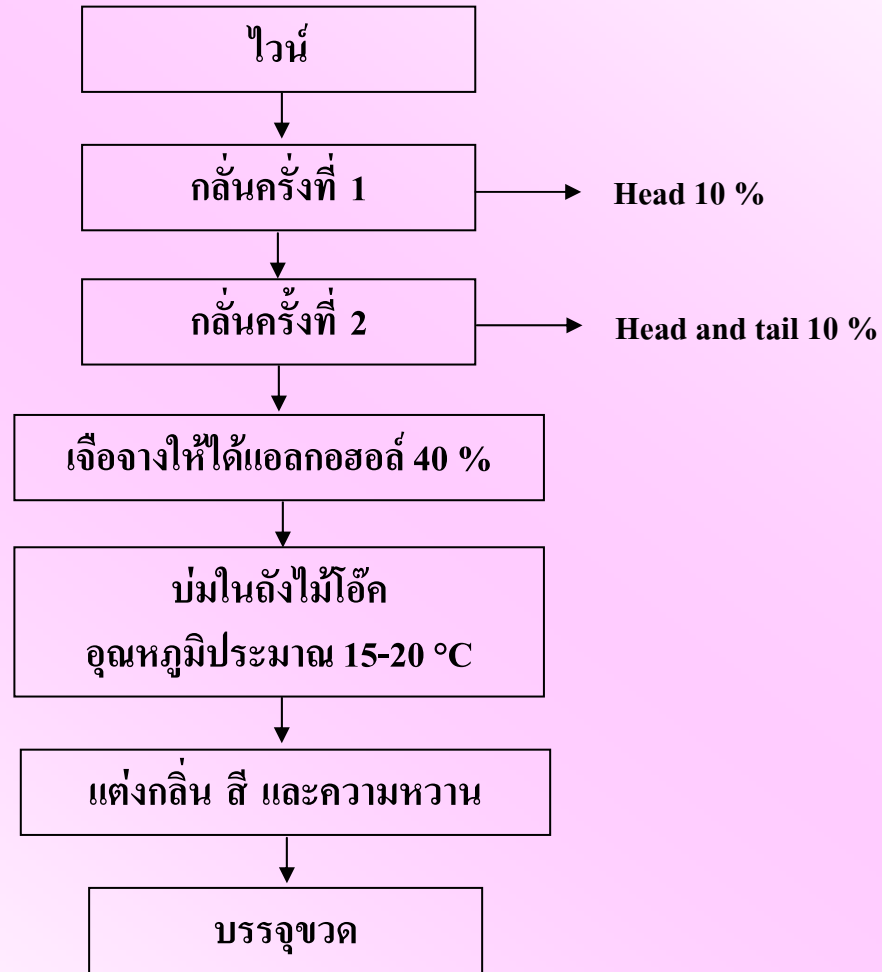 ไวน์
กลั่นครั่งที่ 1
Head 10 %
กลั่นครั้งที่ 2
Head and tail 10 %
เจือจางให้ได้แอลกอฮอล์ 40 %
บ่มในถังไม้โอ๊ค
อุณหภูมิประมาณ 15-20 °C
แต่งกลิ่น สี และความหวาน
บรรจุขวด